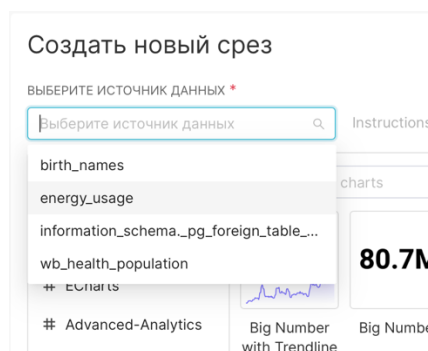 Создать новый срез
ВЫБЕРИТЕ ИСТОЧНИК ДАННЫХ *
Выберите источник данных
Instructions
birth_names
charts
energy_usage
information_schema._pg_foreign_table_...
wb_health_population
80.7M
# ECharts
# Advanced-Analytics
Big Number
with Trendline
Big Numbe